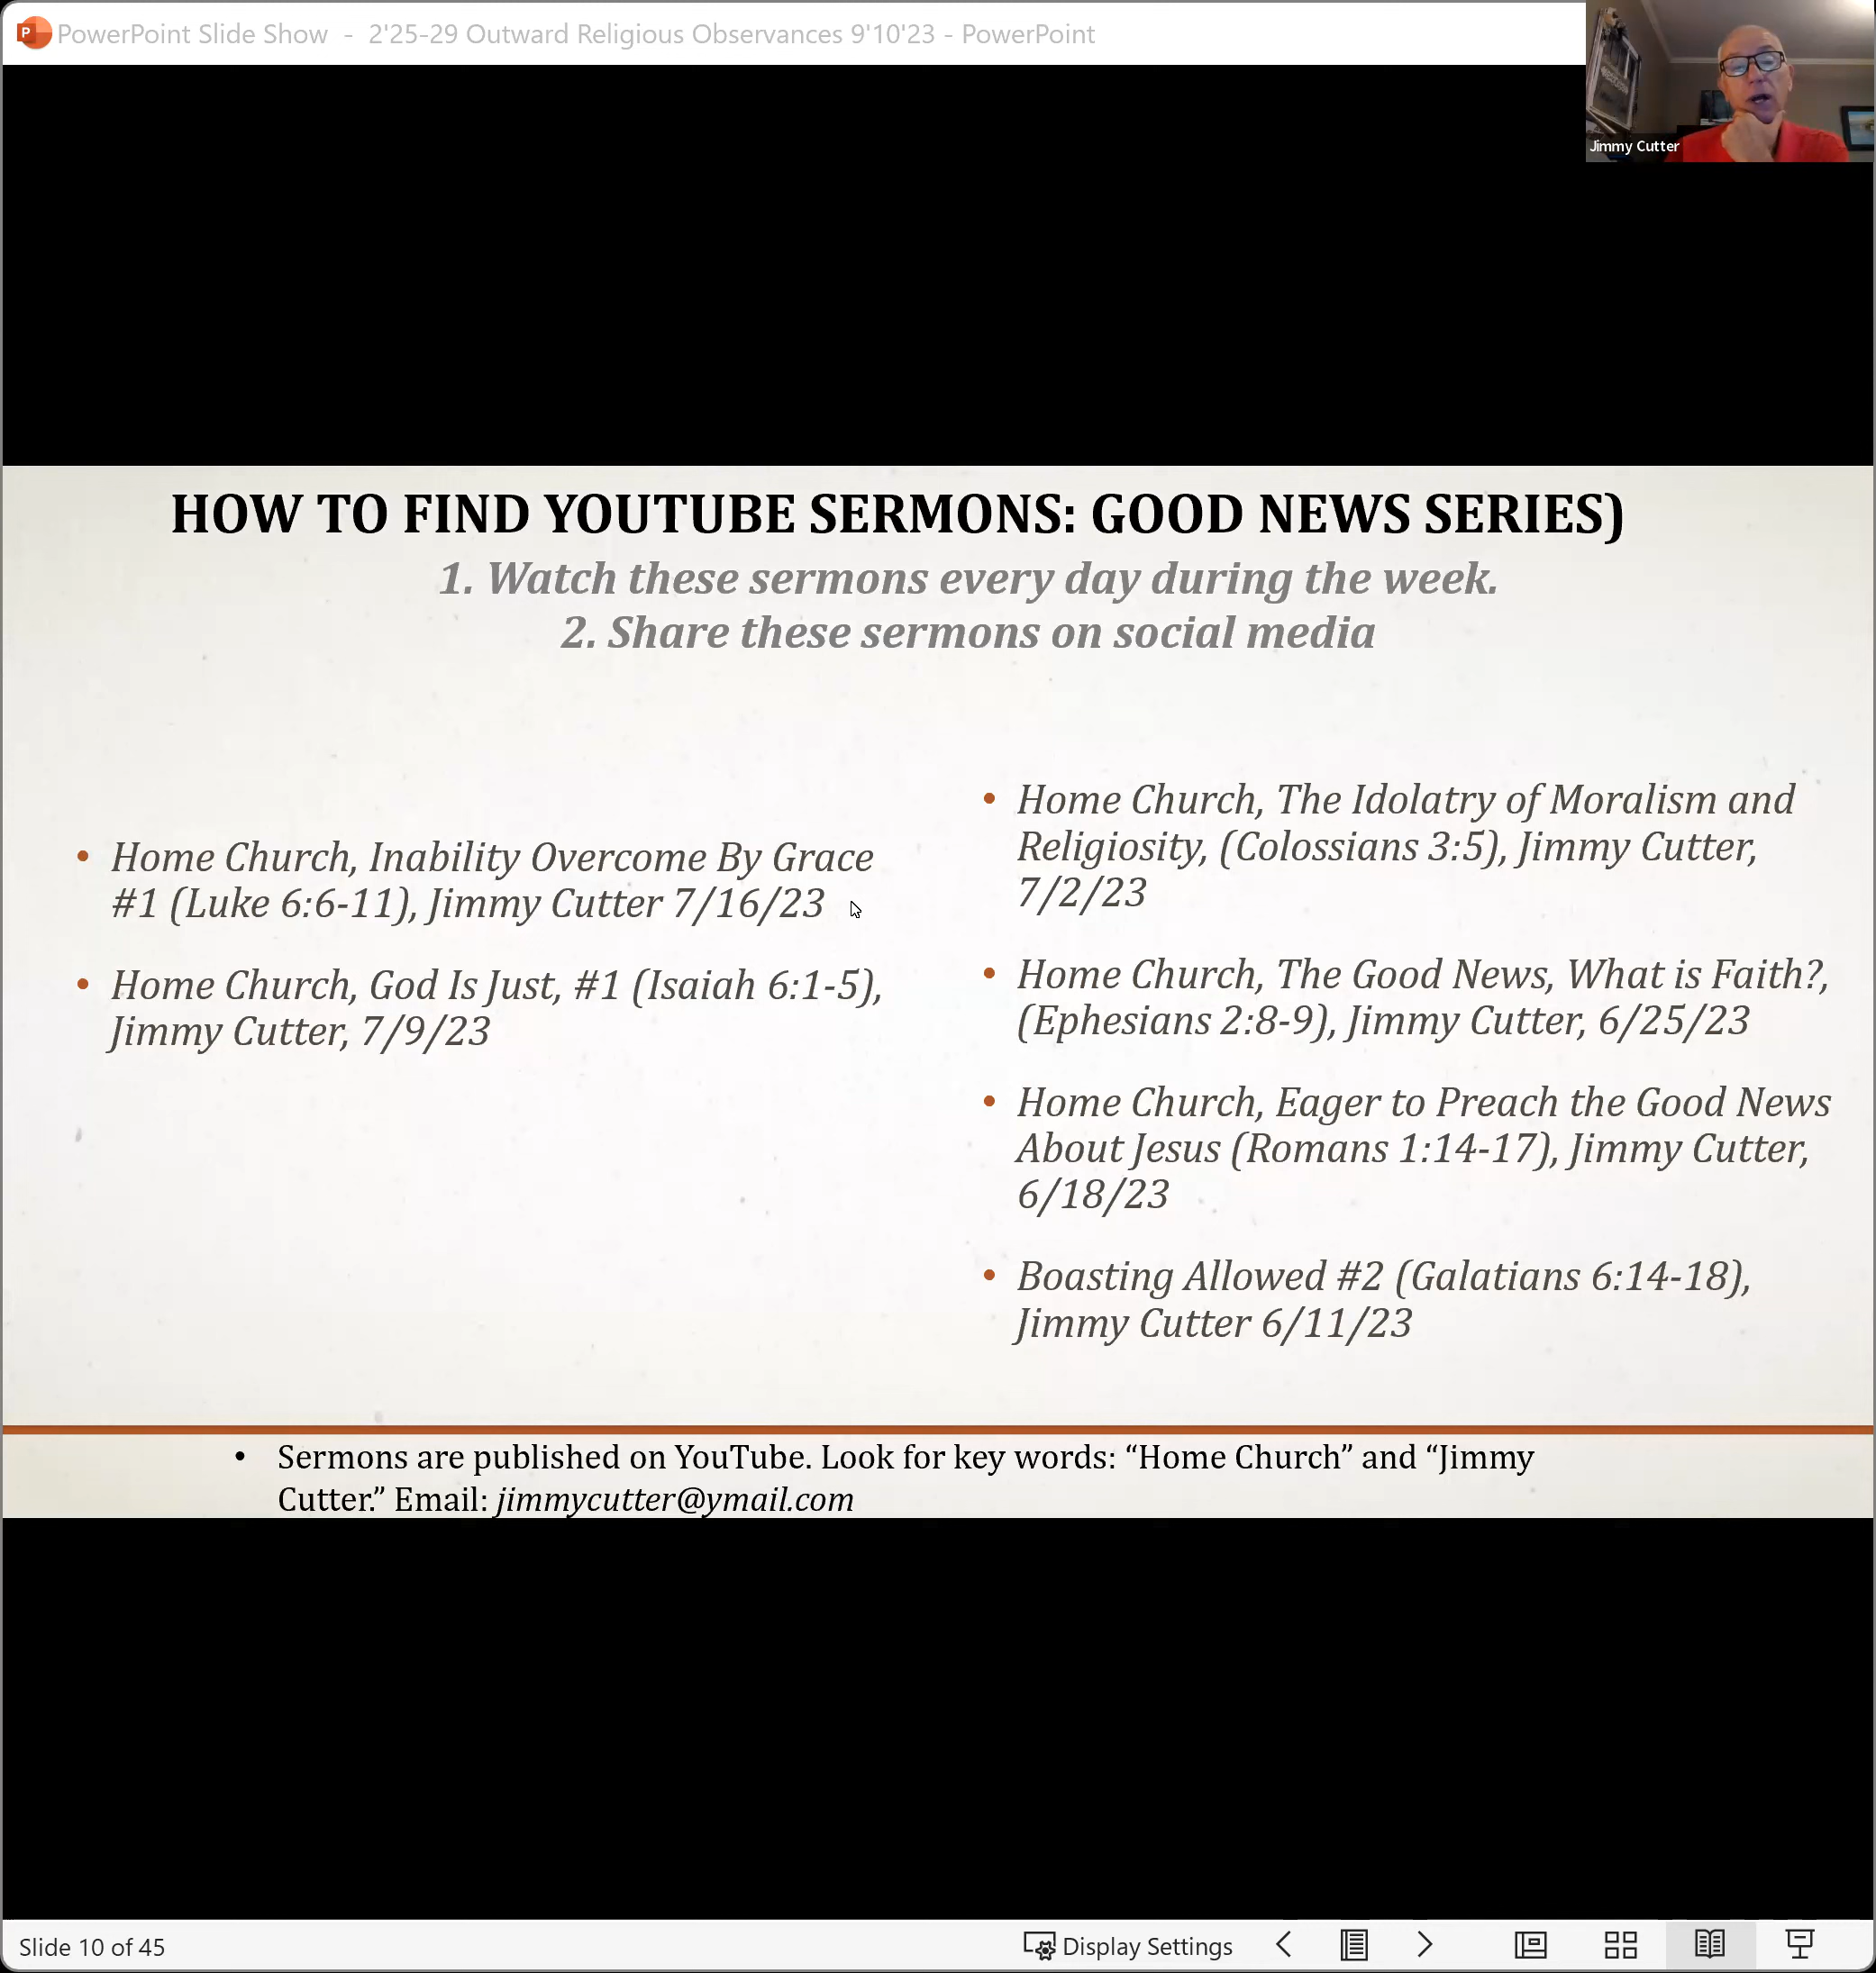 PowerPoint Slide Show - 2'25-29 Outward Religious Observances 9'10'23 - PowerPoint
Jimmy Cutter
HOW TO FIND YOUTUBE SERMONS: GOOD NEWS SERIES)
1. Watch these sermons every day during the week.
2. Share these sermons on social media
• Home Church, Inability Overcome By Grace
#1 (Luke 6:6-11), Jimmy Cutter 7/16/23
• Home Church, God Is Just, #1 (Isaiah 6:1-5),
Jimmy Cutter, 7/9/23
• Home Church, The Idolatry of Moralism and
Religiosity, (Colossians 3:5), Jimmy Cutter,
7/2/23
• Home Church, The Good News, What is Faith?,
(Ephesians 2:8-9), Jimmy Cutter, 6/25/23
• Home Church, Eager to Preach the Good News
About Jesus (Romans 1:14-17), Jimmy Cutter,
6/18/23
• Boasting Allowed #2 (Galatians 6:14-18),
Jimmy Cutter 6/11/23
• Sermons are published on YouTube. Look for key words: “Home Church” and “Jimmy
Cutter.” Email: jimmycutter@ymail.com
Slide 10 of 45
Display Settings